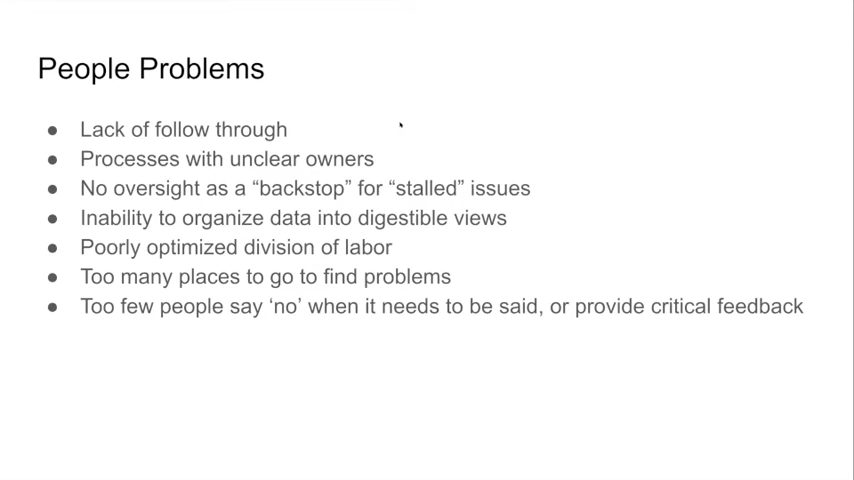 People Problems
● Lack of follow through
● Processes with unclear owners
● No oversight as a “backstop” for “stalled” issues
● Inability to organize data into digestible views
● Poorly optimized division of labor
● Too many places to go to find problems
● Too few people say ‘no’ when it needs to be said, or provide critical feedback